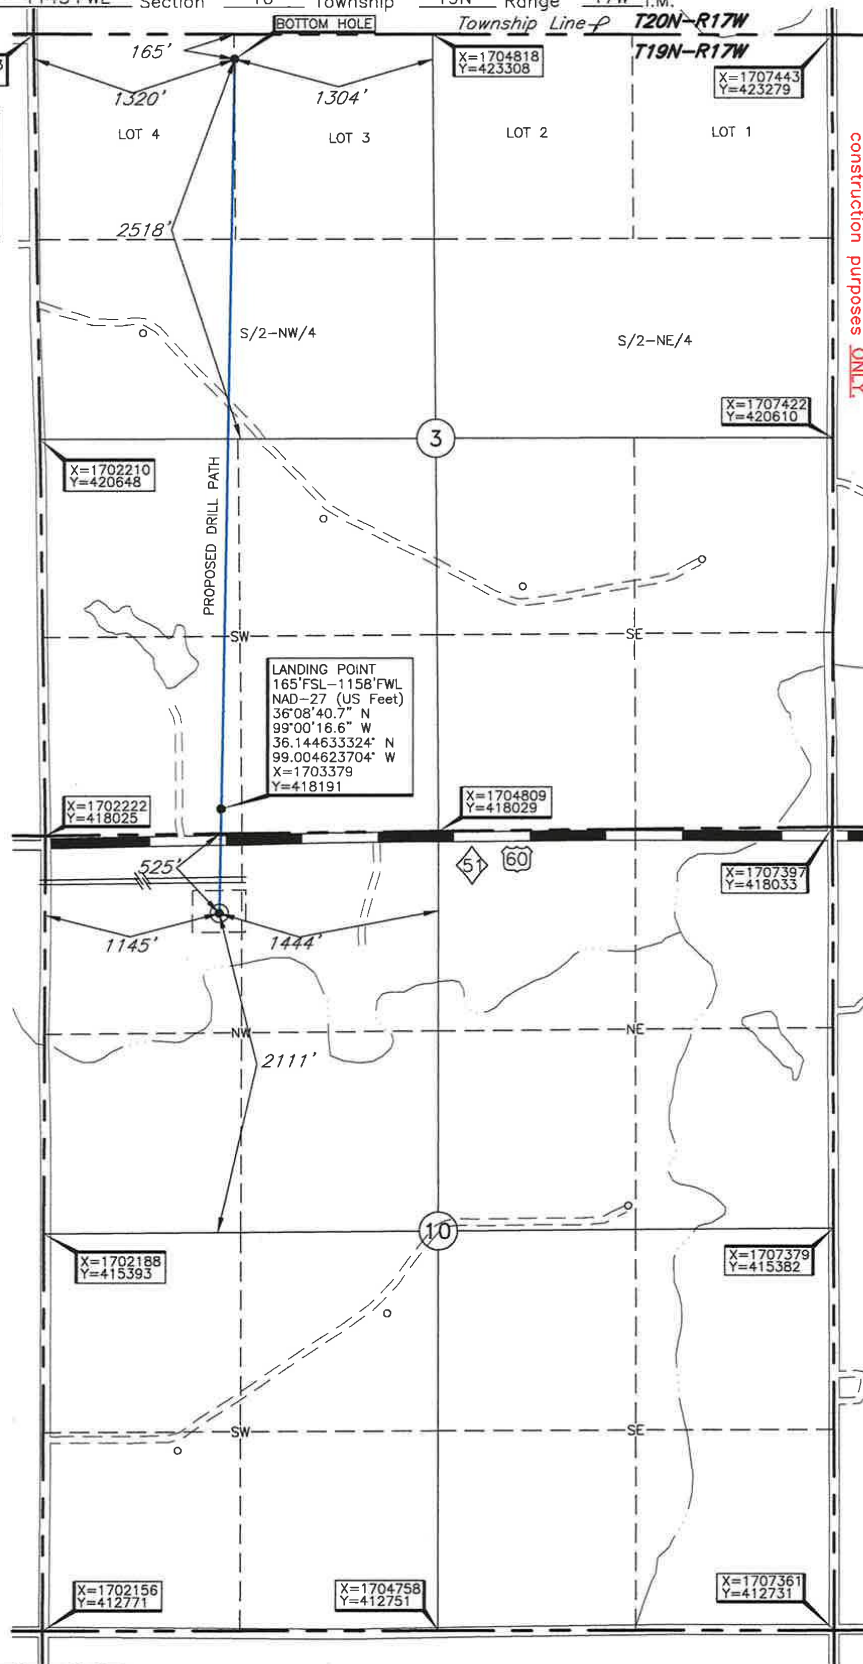 Section
Township
Range
I.M.
BOTTOM HOLE
Township Line
T20N-R17W
T19N-R17W
165'
X=1704818
Y=423308
X=1707443
Y=423279
1320'
1304'
LOT 4
LOT 3
LOT 2
LOT 1
construction purposes ONLY.
2518'
S/2-NW/4
S/2-NE/4
X=1707422
Y=420610
3
X=1702210
Y=420648
PROPOSED DRILL PATH
SW
SE
LANDING POINT
165'FSL-1158'FWL
NAD-27 (US Feet)
36°08'40.7" N
99°00'16.6" W
36.144633324° N
99.004623704° W
X=1703379
Y=418191
X=1702222
Y=418025
X=1704809
Y=418029
525'
51
60
X=1707397
Y=418033
1145'
1444'
NW
NE
2111'
10
X=1702188
Y=415393
X=1707379
Y=415382
SW
SE
X=1702156
Y=412771
X=1704758
Y=412751
X=1707361
Y=412731